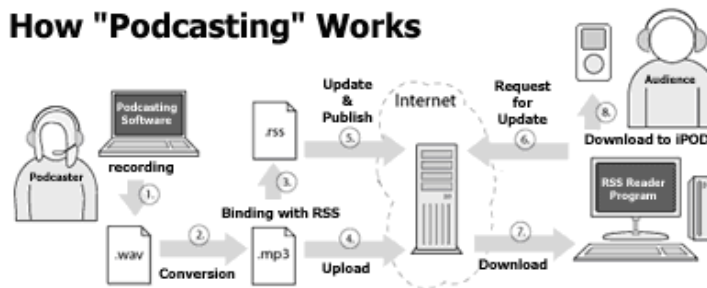 How "Podcasting" Works
Podcaster
Podcasting
Software
recording
1.
.wav
2.
Conversion
.mp3
3.
Binding with RSS
.rss
4.
Upload
Update
&
Publish
5.
Internet
Request
for
Update
6.
7.
Download
RSS Reader
Program
8.
Download to iPOD
Audience